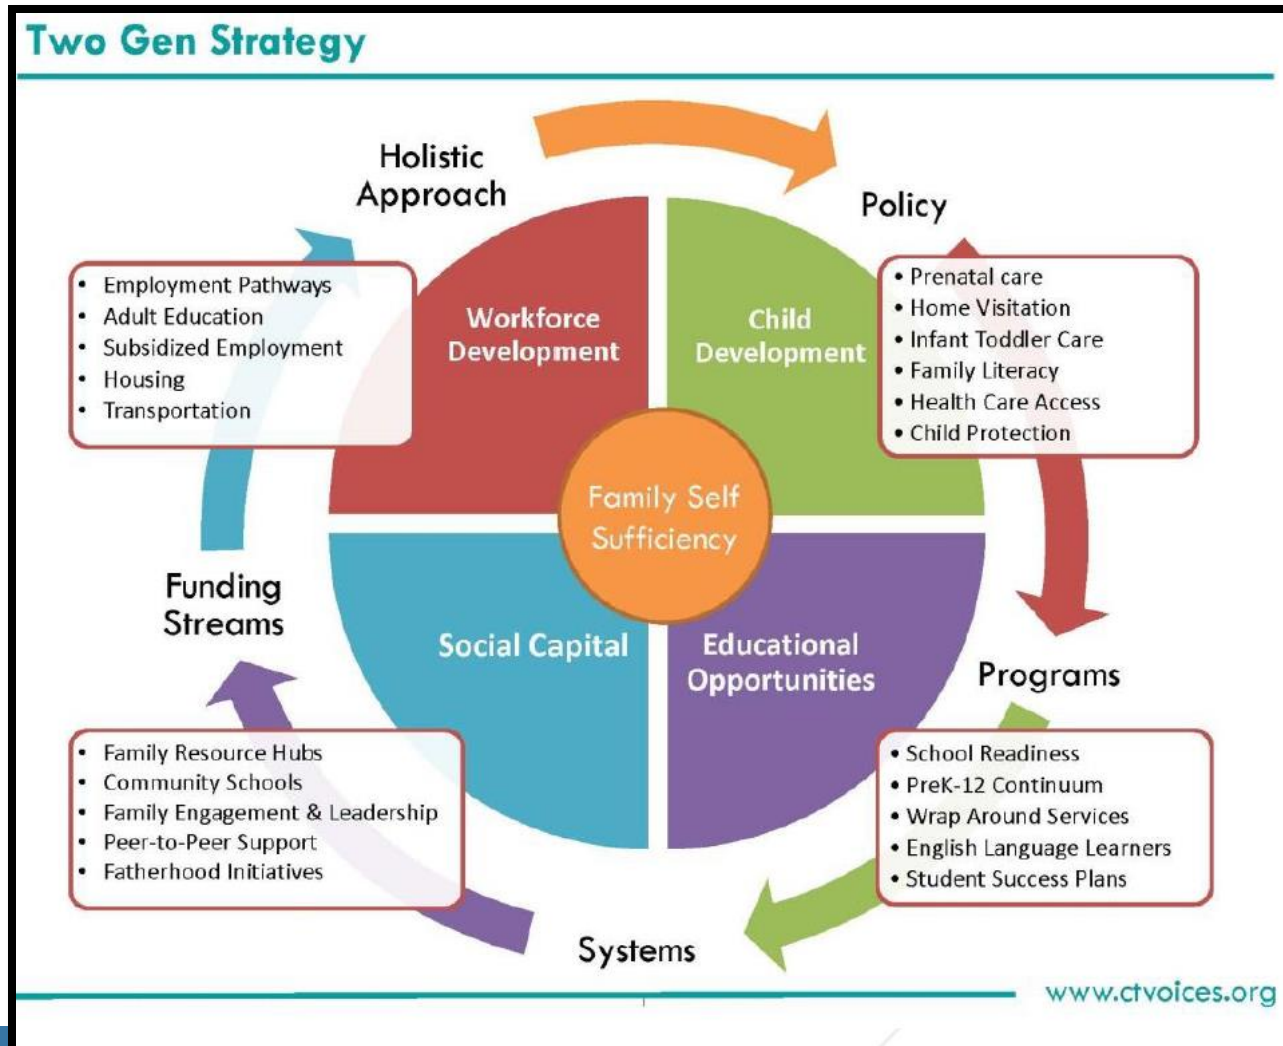 Two Gen Strategy
Holistic
Approach
Policy
• Employment Pathways
• Adult Education
• Subsidized Employment
• Housing
• Transportation
Workforce
Development
Child
Development
• Prenatal care
• Home Visitation
• Infant Toddler Care
• Family Literacy
• Health Care Access
• Child Protection
Family Self
Sufficiency
Funding
Streams
Social Capital
Educational
Opportunities
Programs
• Family Resource Hubs
• Community Schools
• Family Engagement & Leadership
• Peer-to-Peer Support
• Fatherhood Initiatives
• School Readiness
• PreK-12 Continuum
• Wrap Around Services
• English Language Learners
• Student Success Plans
Systems
www.ctvoices.org